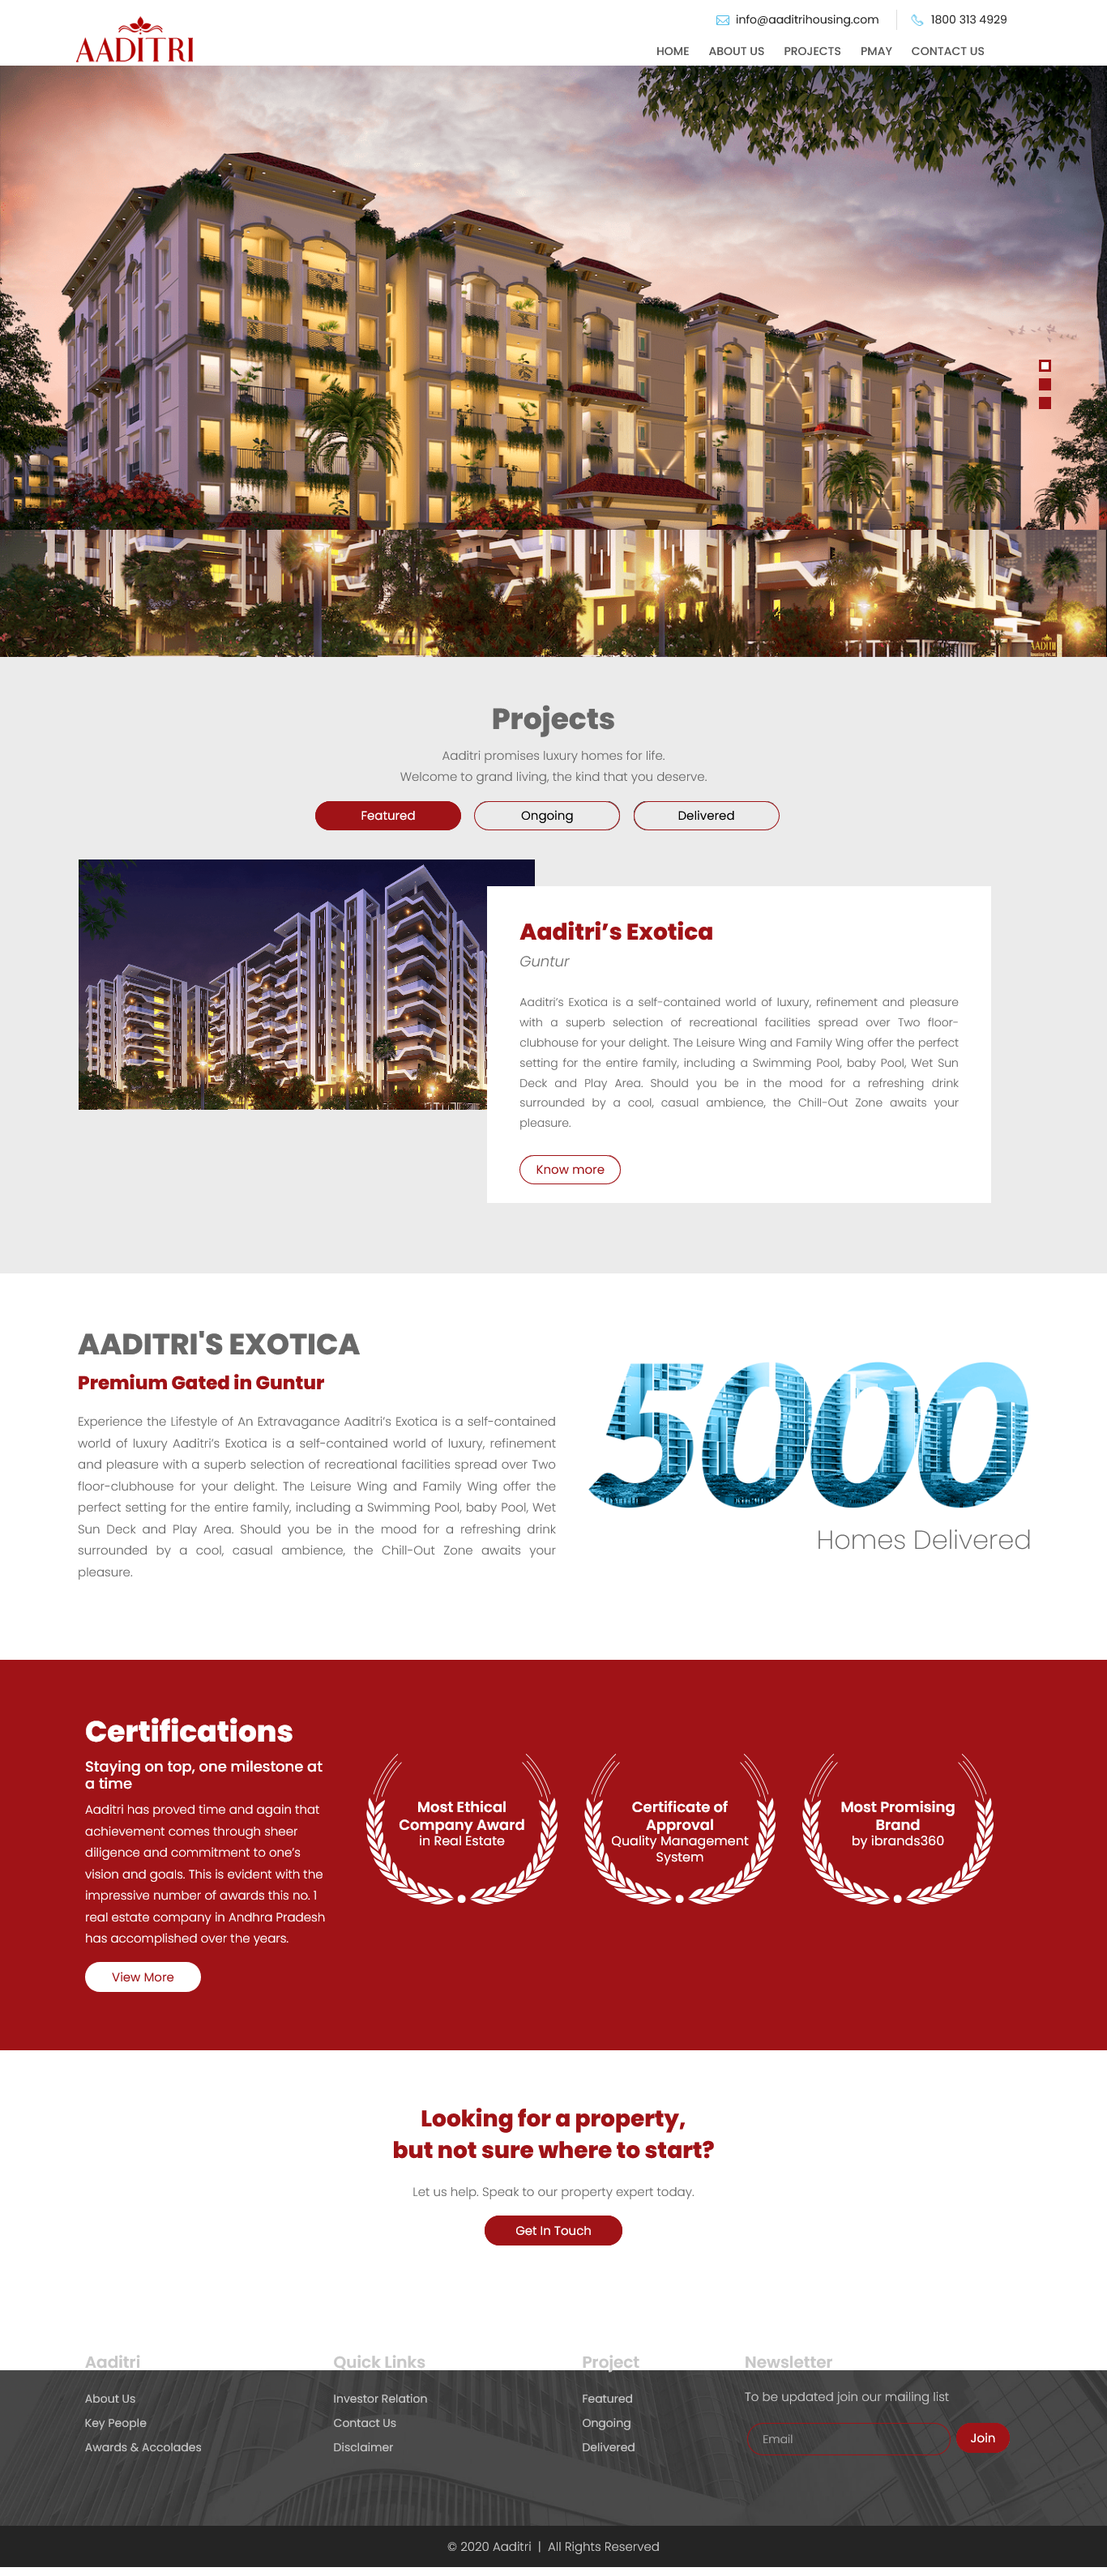 info@aaditrihousing.com
1800 313 4929
AADITRI
HOME
ABOUT US
PROJECTS
PMAY
CONTACT US
AADITRI
Projects
Aaditri promises luxury homes for life.
Welcome to grand living, the kind that you deserve.
Featured
Ongoing
Delivered
Aaditri’s Exotica
Guntur
Aaditri’s Exotica is a self-contained world of luxury, refinement and pleasure
with a superb selection of recreational facilities spread over Two floor-
clubhouse for your delight. The Leisure Wing and Family Wing offer the perfect
setting for the entire family, including a Swimming Pool, baby Pool, Wet Sun
Deck and Play Area. Should you be in the mood for a refreshing drink
surrounded by a cool, casual ambience, the Chill-Out Zone awaits your
pleasure.
Know more
AADITRI'S EXOTICA
Premium Gated in Guntur
Experience the Lifestyle of An Extravagance Aaditri’s Exotica is a self-contained
world of luxury Aaditri’s Exotica is a self-contained world of luxury, refinement
and pleasure with a superb selection of recreational facilities spread over Two
floor-clubhouse for your delight. The Leisure Wing and Family Wing offer the
perfect setting for the entire family, including a Swimming Pool, baby Pool, Wet
Sun Deck and Play Area. Should you be in the mood for a refreshing drink
surrounded by a cool, casual ambience, the Chill-Out Zone awaits your
pleasure.
5000
Homes Delivered
Certifications
Staying on top, one milestone at
a time
Aaditri has proved time and again that
achievement comes through sheer
diligence and commitment to one’s
vision and goals. This is evident with the
impressive number of awards this no. 1
real estate company in Andhra Pradesh
has accomplished over the years.
View More
Most Ethical
Company Award
in Real Estate
Certificate of
Approval
Quality Management
System
Most Promising
Brand
by ibrands360
Looking for a property,
but not sure where to start?
Let us help. Speak to our property expert today.
Get In Touch
Aaditri
About Us
Key People
Awards & Accolades
Quick Links
Investor Relation
Contact Us
Disclaimer
Project
Featured
Ongoing
Delivered
Newsletter
To be updated join our mailing list
Email
Join
© 2020 Aaditri | All Rights Reserved